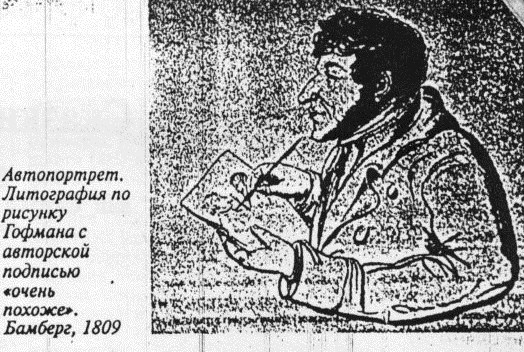 Автопортрет.
Литография по
рисунку
Гофмана с
авторской
подписью
«очень
похоже».
Бамберг, 1809